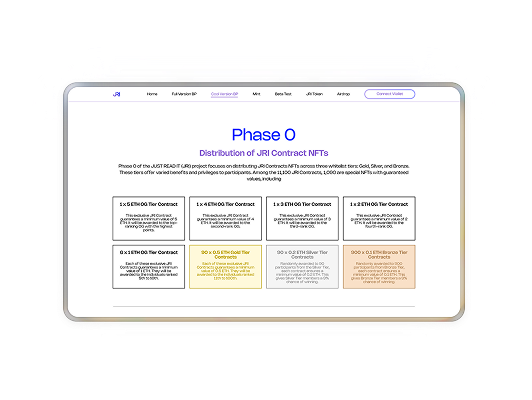 JRI
Home Full Version BP Cool Version BP Mint Beta Test JRI Token Airdrop Connect Wallet
Phase 0
Distribution of JRI Contract NFTs
Phase 0 of the JUST READ IT (JRI) project focuses on distributing JRI Contracts NFTs across three whitelist tiers: Gold, Silver, and Bronze.
These tiers offer varied benefits and privileges to participants. Among the 11,100 JRI Contracts, 1,000 are special NFTs with guaranteed
values, including
1 x 5 ETH OG Tier Contract
This exclusive JRI Contract
guarantees a minimum value of 5
ETH. It will be awarded to the top-
ranking OG with the highest
points.
1 x 4 ETH OG Tier Contract
This exclusive JRI Contract
guarantees a minimum value of 4
ETH. It will be awarded to the
second-rank OG.
1 x 3 ETH OG Tier Contract
This exclusive JRI Contract
guarantees a minimum value of 3
ETH. It will be awarded to the
third-rank OG.
1 x 2 ETH OG Tier Contract
This exclusive JRI Contract
guarantees a minimum value of 2
ETH. It will be awarded to the
fourth-rank OG.
6 x 1 ETH OG Tier Contract
Each of these exclusive JRI
Contracts guarantees a minimum
value of 1 ETH. They will be
awarded to the individuals ranked
5th to 10th.
90 x 0.5 ETH Gold Tier
Contracts
Each of these exclusive JRI
Contracts guarantees a minimum
value of 0.5 ETH. They will be
awarded to the individuals ranked
11th to 100th.
90 x 0.2 ETH Silver Tier
Contracts
Randomly awarded to 90
participants from the Silver Tier,
each contract ensures a
minimum value of 0.2 ETH. This
gives Silver Tier members a 9%
chance of winning.
900 x 0.1 ETH Bronze Tier
Contracts
Randomly awarded to
participants in the Bronze Tier,
each contract ensures a
minimum value of 0.1 ETH. This
gives Bronze Tier members a 9%
chance of winning.